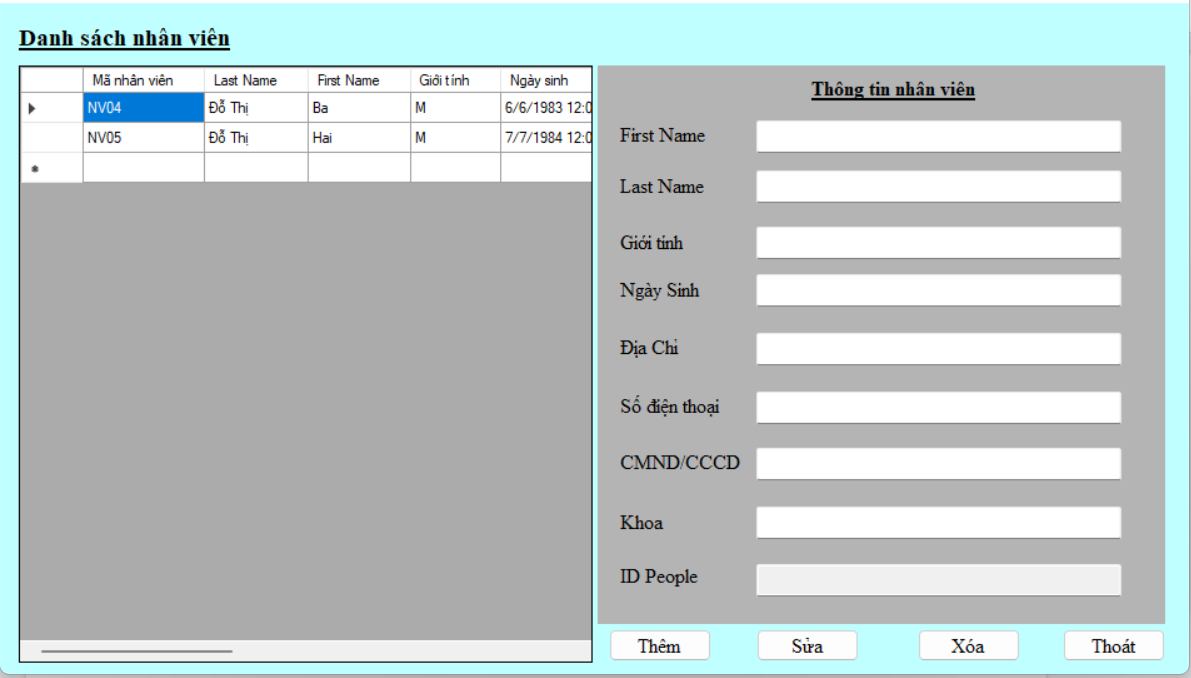 Danh sách nhân viên
Mã nhân viên Last Name First Name Giới tính Ngày sinh
NV04 Đỗ Thị Ba M 6/6/1983 12:0
NV05 Đỗ Thị Hai M 7/7/1984 12:0
Thông tin nhân viên
First Name
Last Name
Giới tính
Ngày Sinh
Địa Chỉ
Số điện thoại
CMND/CCCD
Khoa
ID People
Thêm Sửa Xóa Thoát